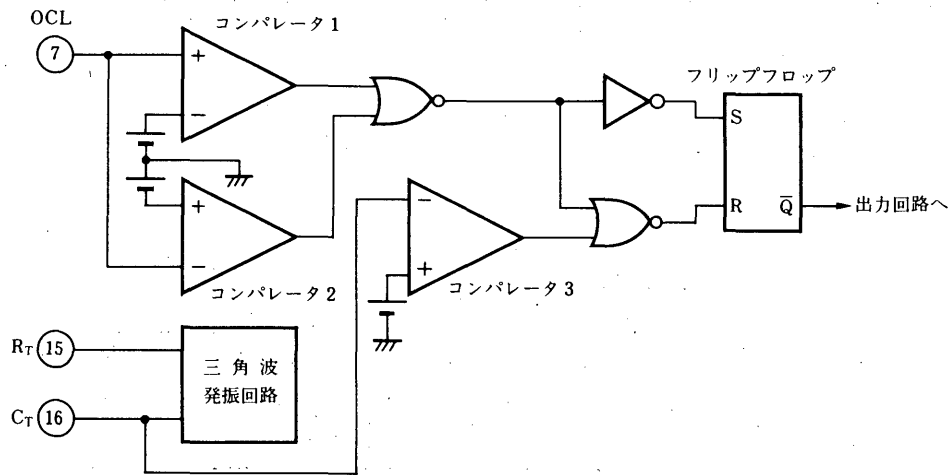 OCL
7
コンパレータ1
+
−
+
−
コンパレータ2
−
+
コンパレータ3
フリップフロップ
S
R
Q̅
出力回路へ
R_T 15
C_T 16
三角波
発振回路